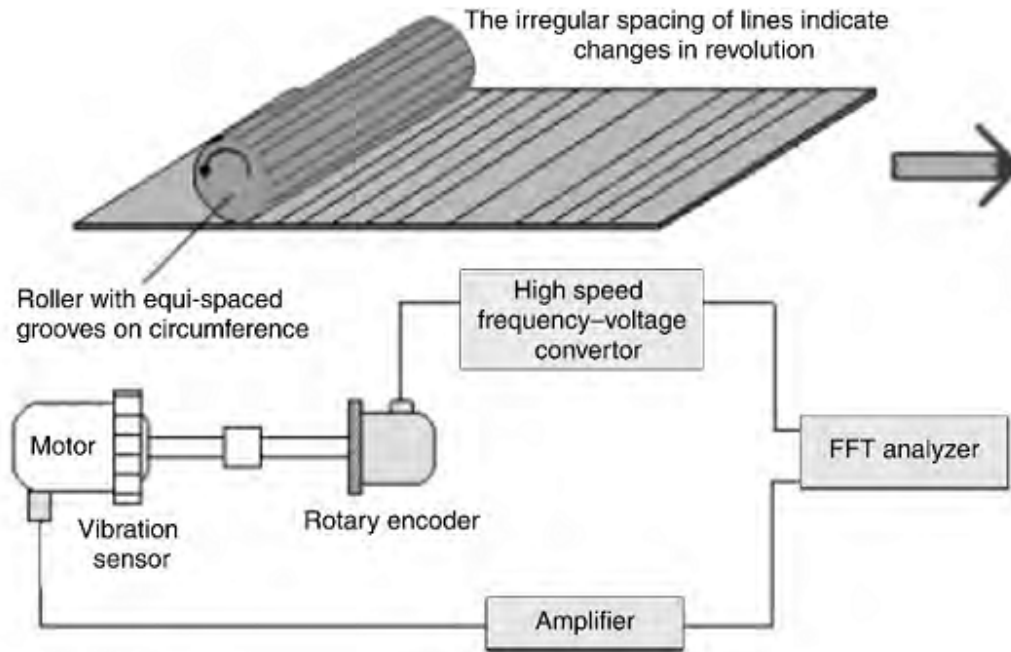 The irregular spacing of lines indicate
changes in revolution
Roller with equi-spaced
grooves on circumference
High speed
frequency–voltage
convertor
Motor
FFT analyzer
Vibration
sensor
Rotary encoder
Amplifier